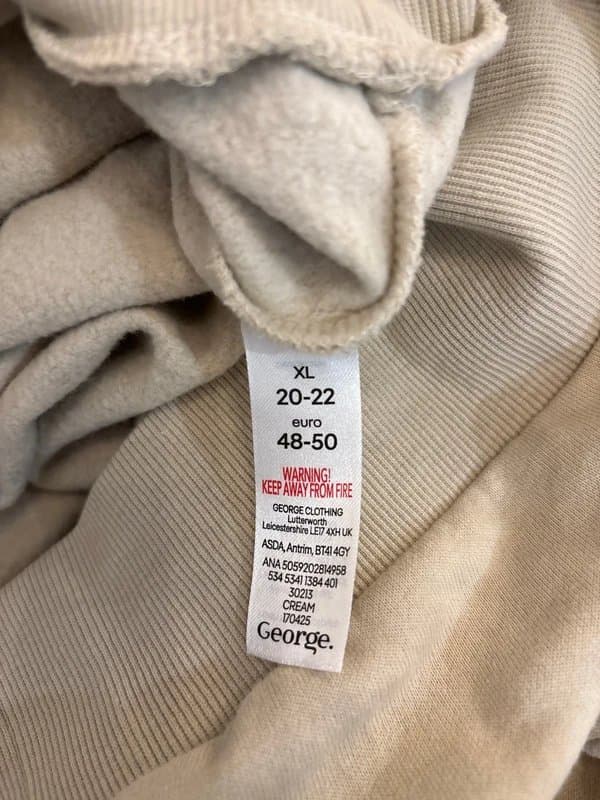 XL
20-22
euro
48-50
WARNING!
KEEP AWAY FROM FIRE
GEORGE CLOTHING
Lutterworth
Leicestershire LE17 4XH UK
ASDA, Antrim, BT41 4GY
ANA 5059202814958
534 5341 1384 401
30213
CREAM
170425
George.